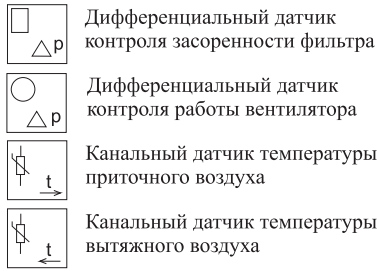 p
Дифференциальный датчик
контроля засоренности фильтра
p
Дифференциальный датчик
контроля работы вентилятора
t
Канальный датчик температуры
приточного воздуха
t
Канальный датчик температуры
вытяжного воздуха